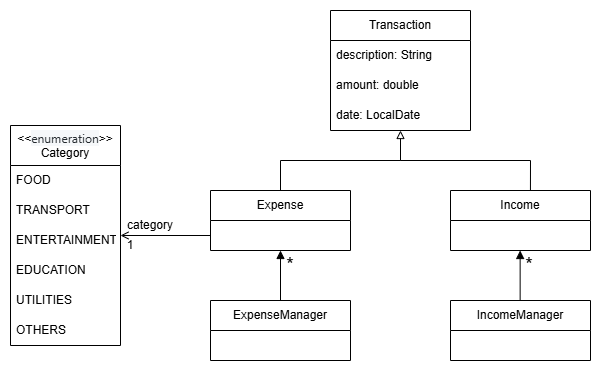 Transaction
description: String
amount: double
date: LocalDate
<<enumeration>>
Category
FOOD
TRANSPORT
ENTERTAINMENT
EDUCATION
UTILITIES
OTHERS
category
1
Expense
*
ExpenseManager
Income
*
IncomeManager